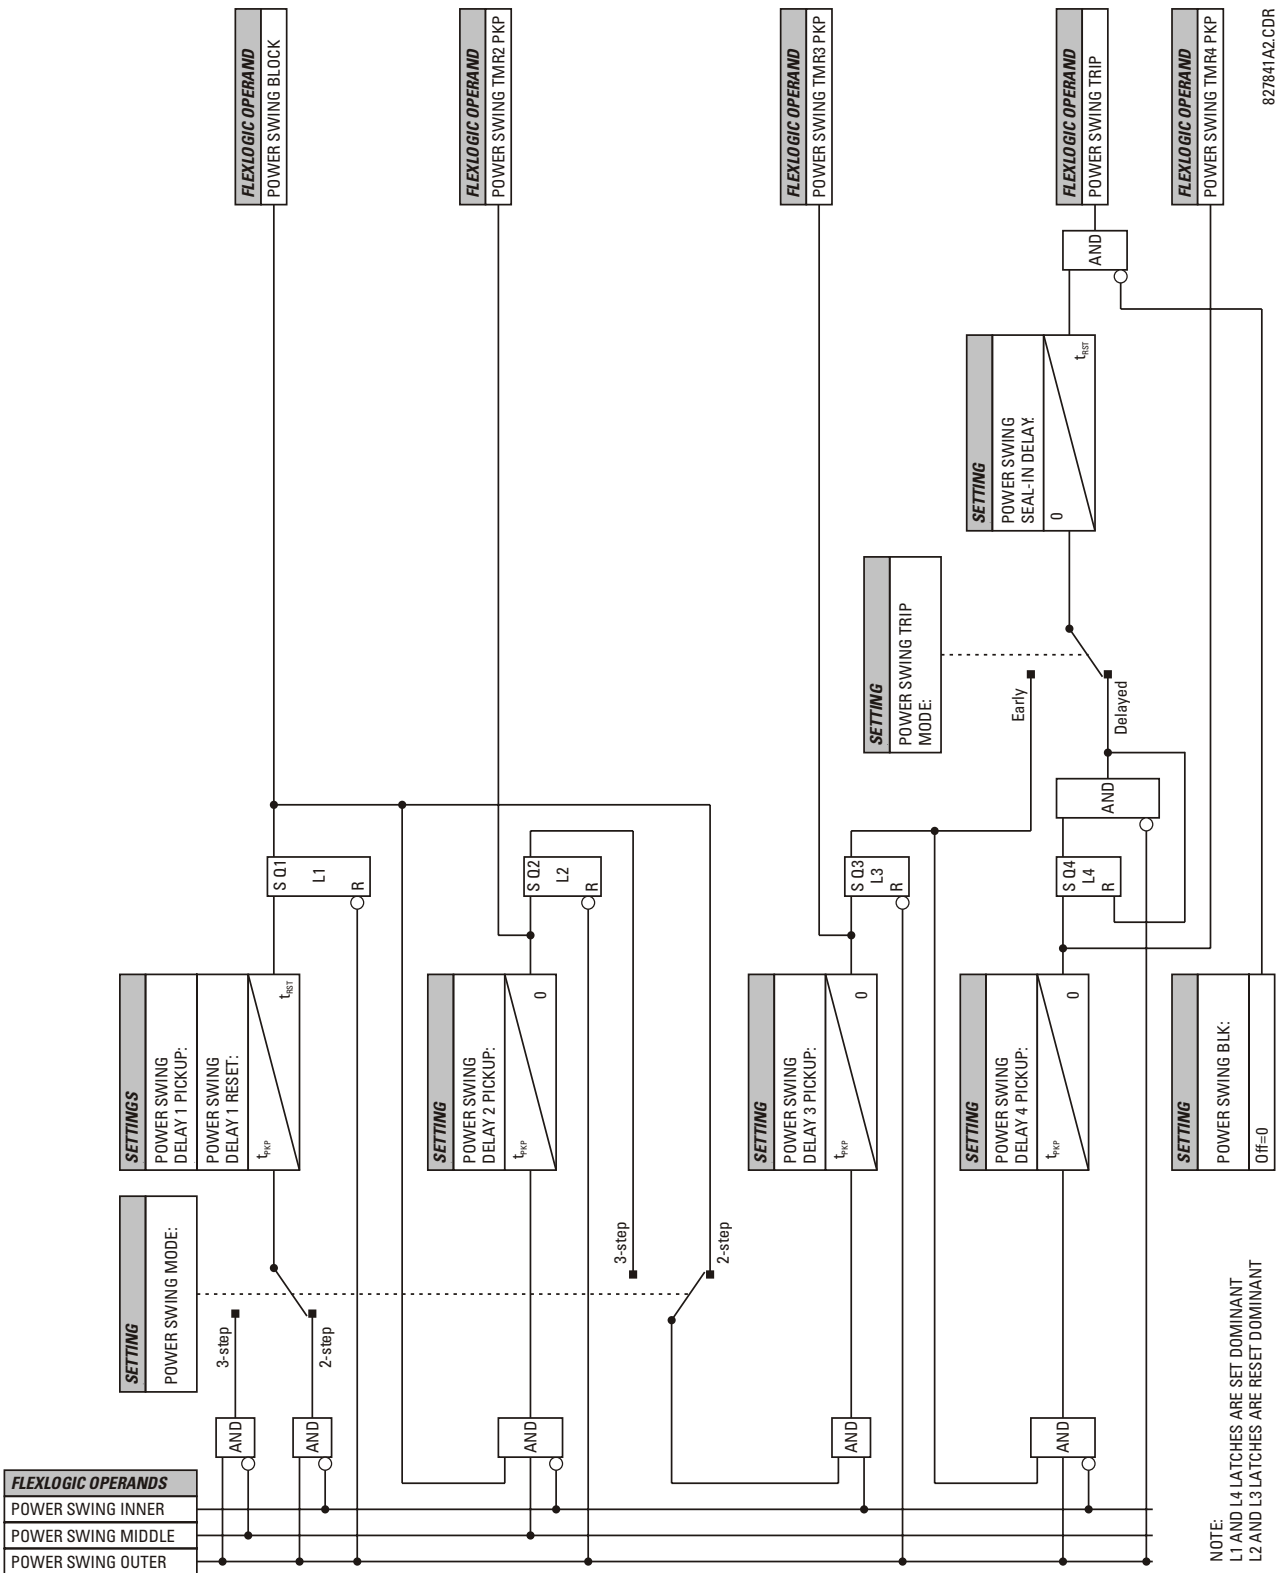 FLEXLOGIC OPERAND
POWER SWING BLOCK
FLEXLOGIC OPERAND
POWER SWING TMR2 PKP
FLEXLOGIC OPERAND
POWER SWING TMR3 PKP
FLEXLOGIC OPERAND
POWER SWING TRIP
FLEXLOGIC OPERAND
POWER SWING TMR4 PKP
827841A2.CDR
AND
SETTING
POWER SWING
SEAL-IN DELAY:
0
tRST
SETTING
POWER SWING TRIP
MODE:
Early
Delayed
AND
S Q1
L1
R
S Q2
L2
R
S Q3
L3
R
S Q4
L4
R
SETTINGS
POWER SWING
DELAY 1 PICKUP:
POWER SWING
DELAY 1 RESET:
tPKP
tRST
SETTING
POWER SWING
DELAY 2 PICKUP:
tPKP
0
SETTING
POWER SWING
DELAY 3 PICKUP:
tPKP
0
SETTING
POWER SWING
DELAY 4 PICKUP:
tPKP
0
SETTING
POWER SWING BLK:
Off=0
SETTING
POWER SWING MODE:
3-step
2-step
3-step
2-step
AND
AND
AND
AND
AND
FLEXLOGIC OPERANDS
POWER SWING INNER
POWER SWING MIDDLE
POWER SWING OUTER
NOTE:
L1 AND L4 LATCHES ARE SET DOMINANT
L2 AND L3 LATCHES ARE RESET DOMINANT